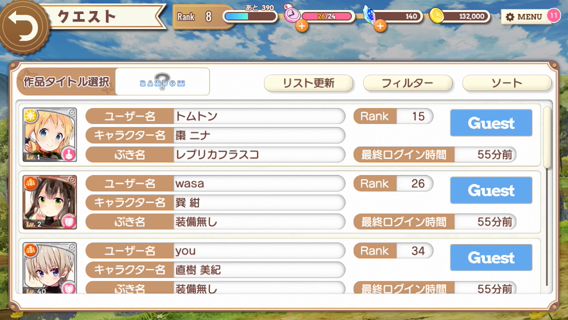 クエスト
Rank 8
あと 390
26/24
140
132,000
MENU
11
作品タイトル選択
RANDOM
リスト更新
フィルター
ソート
ユーザー名 トムトン
Rank 15
Guest
キャラクター名 棗 ニナ
Lv. 1
ぶき名 レプリカフラスコ
最終ログイン時間 55分前
ユーザー名 wasa
Rank 26
Guest
キャラクター名 巽 紺
Lv. 2
ぶき名 装備無し
最終ログイン時間 55分前
ユーザー名 you
Rank 34
Guest
キャラクター名 直樹 美紀
ぶき名 装備無し
最終ログイン時間 55分前